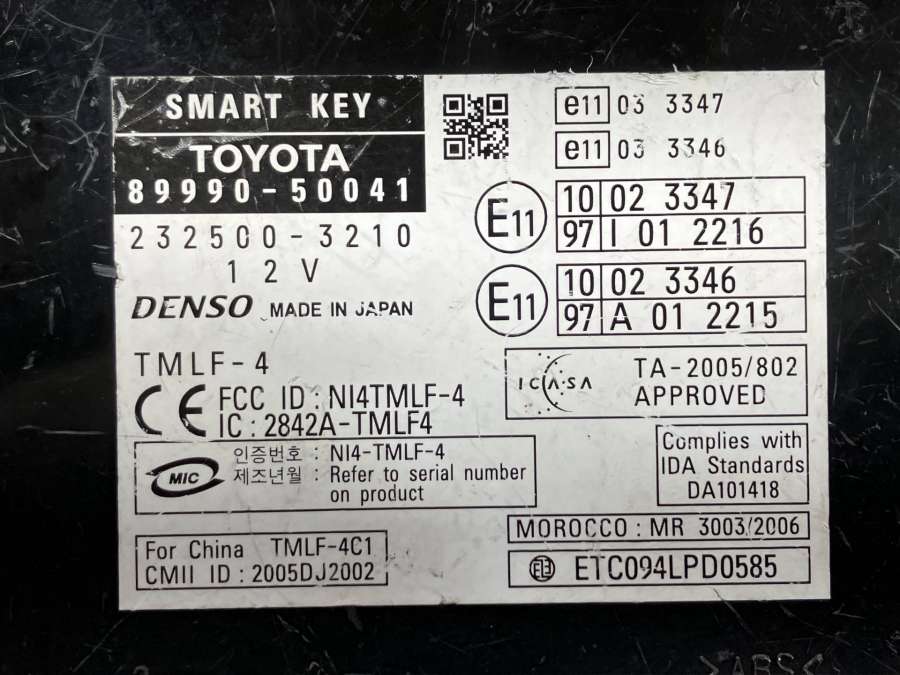 SMART KEY
TOYOTA
89990-50041
232500-3210
12V
DENSO MADE IN JAPAN
TMLF-4
CE
FCC ID : NI4TMLF-4
IC : 2842A-TMLF4
MIC
인증번호 : NI4-TMLF-4
제조년월 : Refer to serial number
on product
For China TMLF-4C1
CMII ID : 2005DJ2002
e11 03 3347
e11 03 3346
E11
10 02 3347
97 I 01 2216
E11
10 02 3346
97 A 01 2215
ICASA
TA-2005/802
APPROVED
Complies with
IDA Standards
DA101418
MOROCCO : MR 3003/2006
ETC094LPD0585
>ABS<